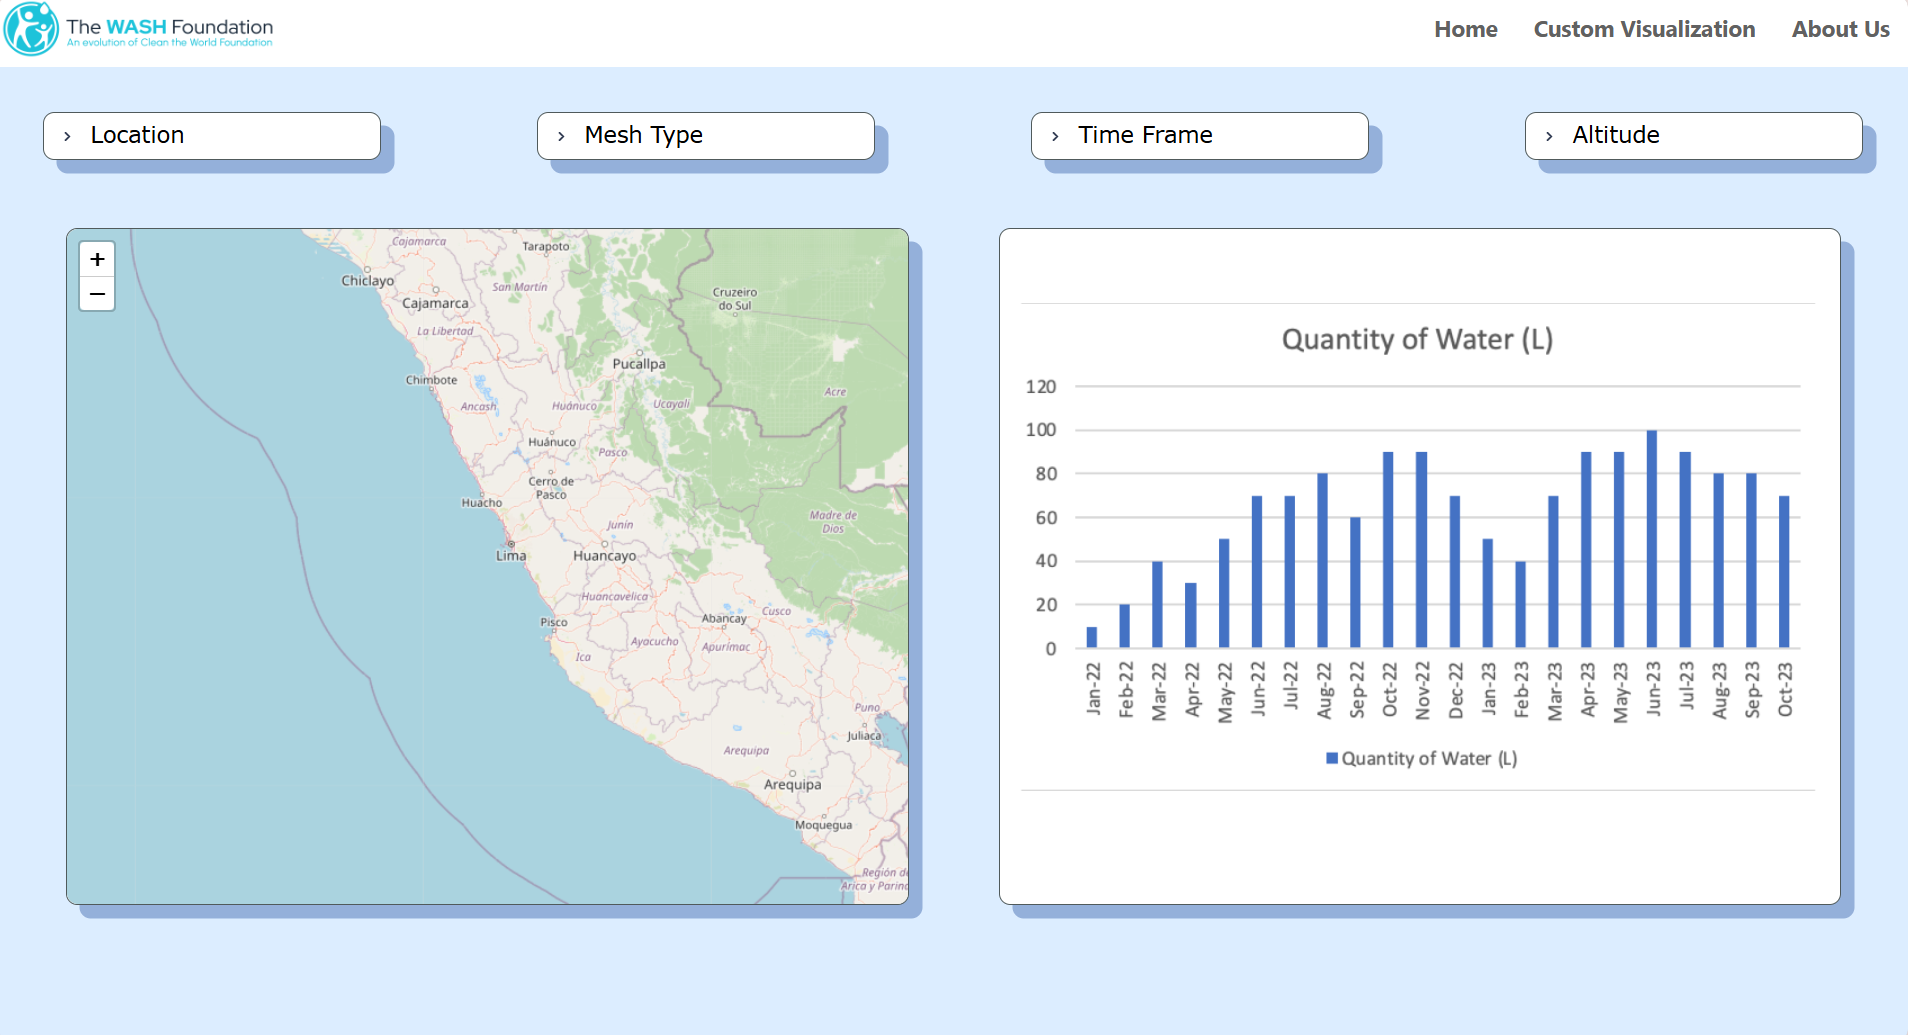 The WASH Foundation
An evolution of Clean the World Foundation
Home
Custom Visualization
About Us
Location
Mesh Type
Time Frame
Altitude
+
−
Cajamarca
Tarapoto
Chiclayo
San Martín
Cajamarca
Cruzeiro
do Sul
La Libertad
Pucallpa
Chimbote
Acre
Ancash
Huánuco
Ucayali
Huánuco
Pasco
Cerro de
Pasco
Huacho
Madre de
Dios
Junín
Lima
Huancayo
Huancavelica
Cusco
Pisco
Abancay
Ayacucho
Apurímac
Ica
Puno
Juliaca
Arequipa
Arequipa
Moquegua
Región de
Arica y Parina
Quantity of Water (L)
120
100
80
60
40
20
0
Jan-22
Feb-22
Mar-22
Apr-22
May-22
Jun-22
Jul-22
Aug-22
Sep-22
Oct-22
Nov-22
Dec-22
Jan-23
Feb-23
Mar-23
Apr-23
May-23
Jun-23
Jul-23
Aug-23
Sep-23
Oct-23
Quantity of Water (L)